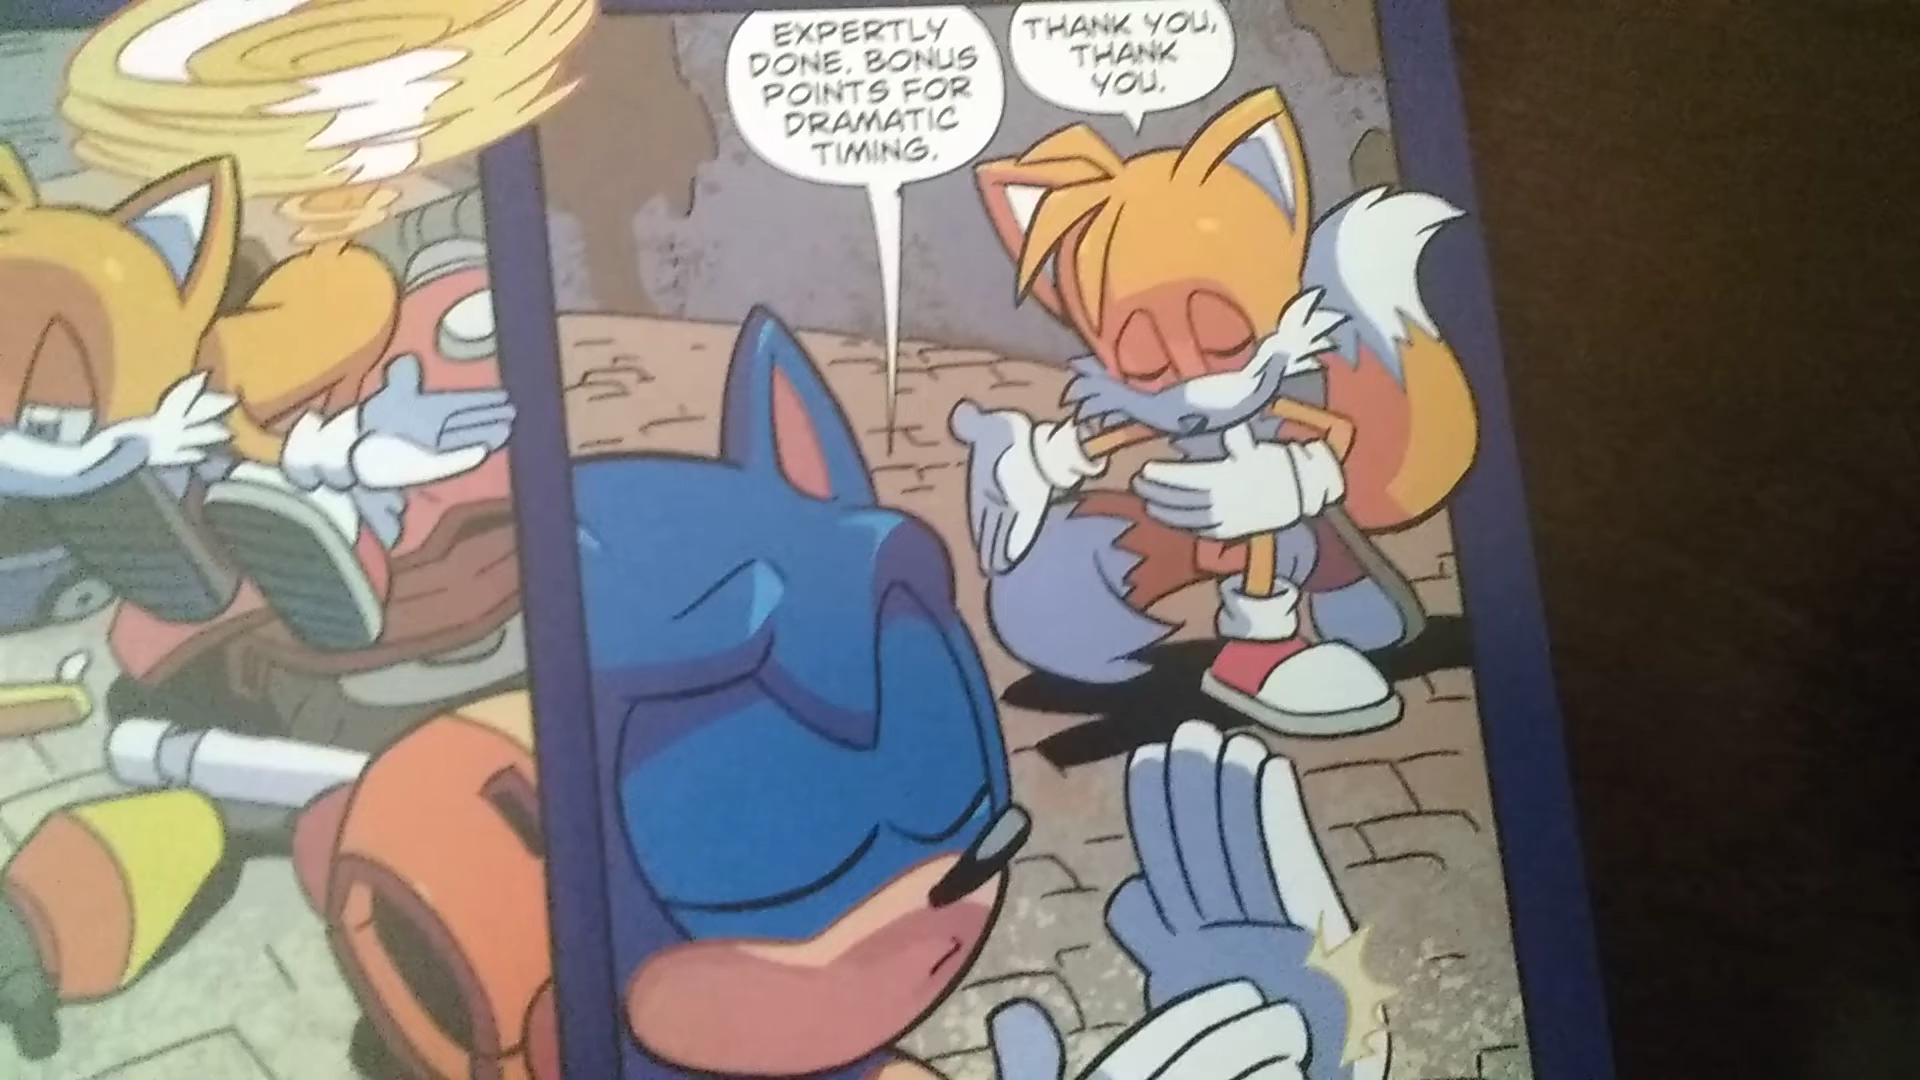 EXPERTLY
DONE. BONUS
POINTS FOR
DRAMATIC
TIMING.
THANK YOU,
THANK
YOU.